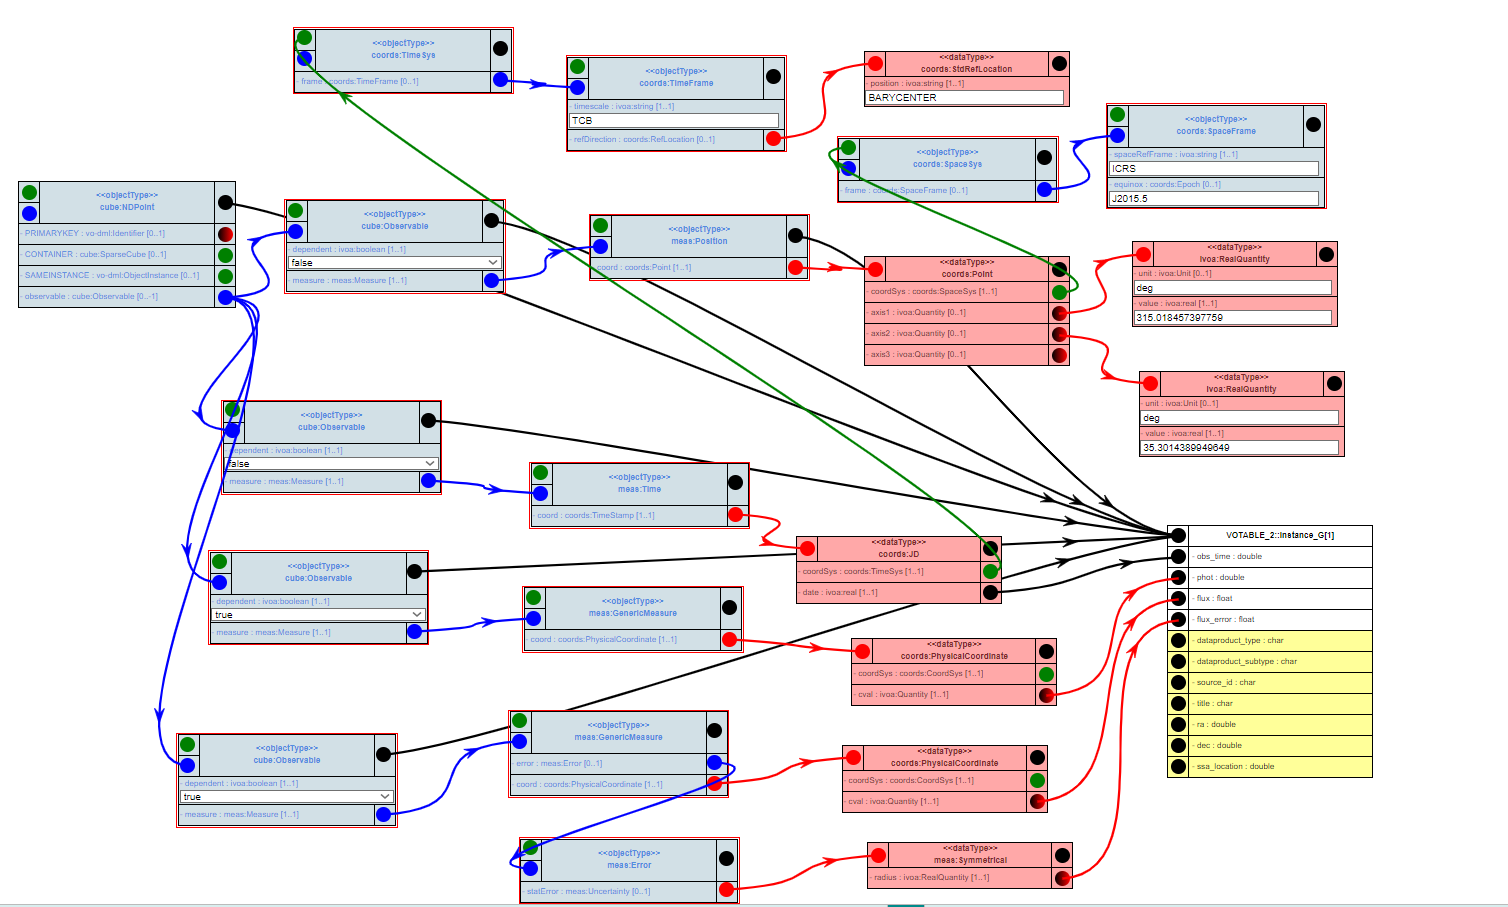 <<objectType>>
coords:TimeSys
- frame : coords:TimeFrame [0..1]
<<objectType>>
coords:TimeFrame
- timescale : ivoa:string [1..1]
TCB
- refDirection : coords:RefLocation [0..1]
<<dataType>>
coords:StdRefLocation
- position : ivoa:string [1..1]
BARYCENTER
<<objectType>>
coords:SpaceSys
- frame : coords:SpaceFrame [0..1]
<<objectType>>
coords:SpaceFrame
- spaceRefFrame : ivoa:string [1..1]
ICRS
- equinox : coords:Epoch [0..1]
J2015.5
<<objectType>>
cube:NDPoint
- PRIMARYKEY : vo-dml:Identifier [0..1]
- CONTAINER : cube:SparseCube [0..1]
- SAMEINSTANCE : vo-dml:ObjectInstance [0..1]
- observable : cube:Observable [0..-1]
<<objectType>>
cube:Observable
- dependent : ivoa:boolean [1..1]
false
- measure : meas:Measure [1..1]
<<objectType>>
meas:Position
- coord : coords:Point [1..1]
<<dataType>>
coords:Point
- coordSys : coords:SpaceSys [1..1]
- axis1 : ivoa:Quantity [0..1]
- axis2 : ivoa:Quantity [0..1]
- axis3 : ivoa:Quantity [0..1]
<<dataType>>
ivoa:RealQuantity
- unit : ivoa:Unit [0..1]
deg
- value : ivoa:real [1..1]
315.018457397759
<<dataType>>
ivoa:RealQuantity
- unit : ivoa:Unit [0..1]
deg
- value : ivoa:real [1..1]
35.3014389949649
<<objectType>>
cube:Observable
- dependent : ivoa:boolean [1..1]
false
- measure : meas:Measure [1..1]
<<objectType>>
meas:Time
- coord : coords:TimeStamp [1..1]
<<dataType>>
coords:JD
- coordSys : coords:TimeSys [1..1]
- date : ivoa:real [1..1]
<<objectType>>
cube:Observable
- dependent : ivoa:boolean [1..1]
true
- measure : meas:Measure [1..1]
<<objectType>>
meas:GenericMeasure
- coord : coords:PhysicalCoordinate [1..1]
<<dataType>>
coords:PhysicalCoordinate
- coordSys : coords:CoordSys [1..1]
- cval : ivoa:Quantity [1..1]
<<objectType>>
cube:Observable
- dependent : ivoa:boolean [1..1]
true
- measure : meas:Measure [1..1]
<<objectType>>
meas:GenericMeasure
- error : meas:Error [0..1]
- coord : coords:PhysicalCoordinate [1..1]
<<dataType>>
coords:PhysicalCoordinate
- coordSys : coords:CoordSys [1..1]
- cval : ivoa:Quantity [1..1]
<<objectType>>
meas:Error
- statError : meas:Uncertainty [0..1]
<<dataType>>
meas:Symmetrical
- radius : ivoa:RealQuantity [1..1]
VOTABLE_2::Instance_G[1]
- obs_time : double
- phot : double
- flux : float
- flux_error : float
- dataproduct_type : char
- dataproduct_subtype : char
- source_id : char
- title : char
- ra : double
- dec : double
- ssa_location : double